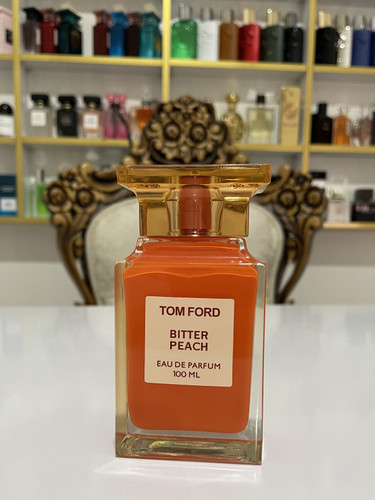 TOM FORD
BITTER
PEACH
EAU DE PARFUM
100 ML